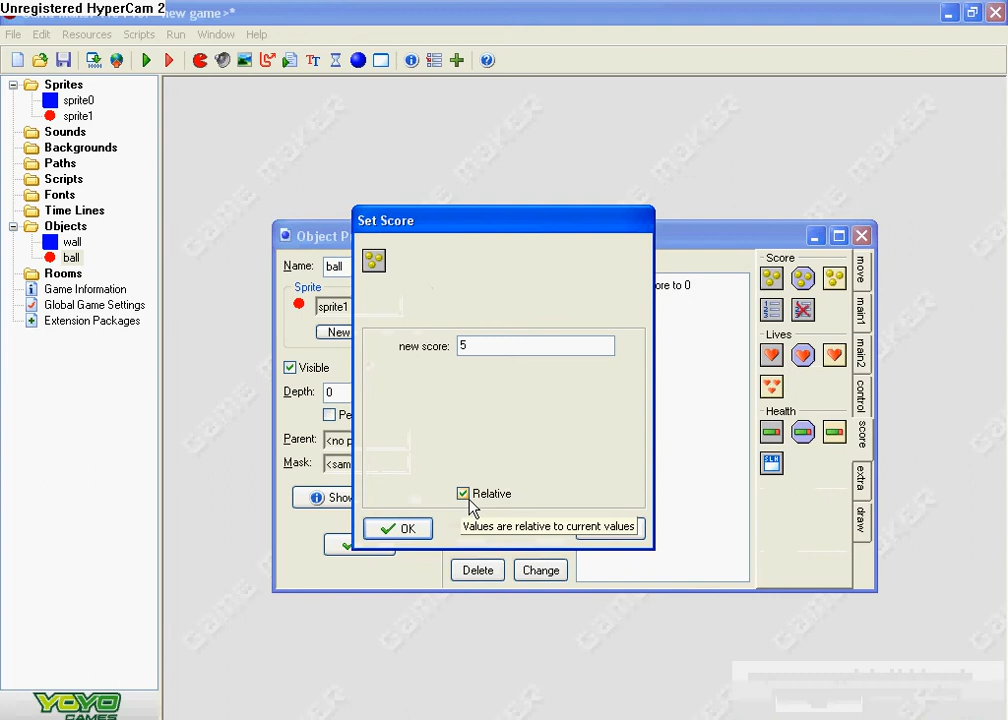 Unregistered HyperCam 2
new game>*
File Edit Resources Scripts Run Window Help
Sprites
sprite0
sprite1
Sounds
Backgrounds
Paths
Scripts
Fonts
Time Lines
Objects
wall
ball
Rooms
Game Information
Global Game Settings
Extension Packages
YOYO
GAMES
Object P
Name: ball
Sprite
sprite1
New
Visible
Depth: 0
Pe
Parent: <no p
Mask: <sam
Show
Set Score
new score: 5
Relative
Values are relative to current values
OK
ore to 0
Delete
Change
Score
Lives
Health
move
main1
main2
control
score
extra
draw
GAME MAKER